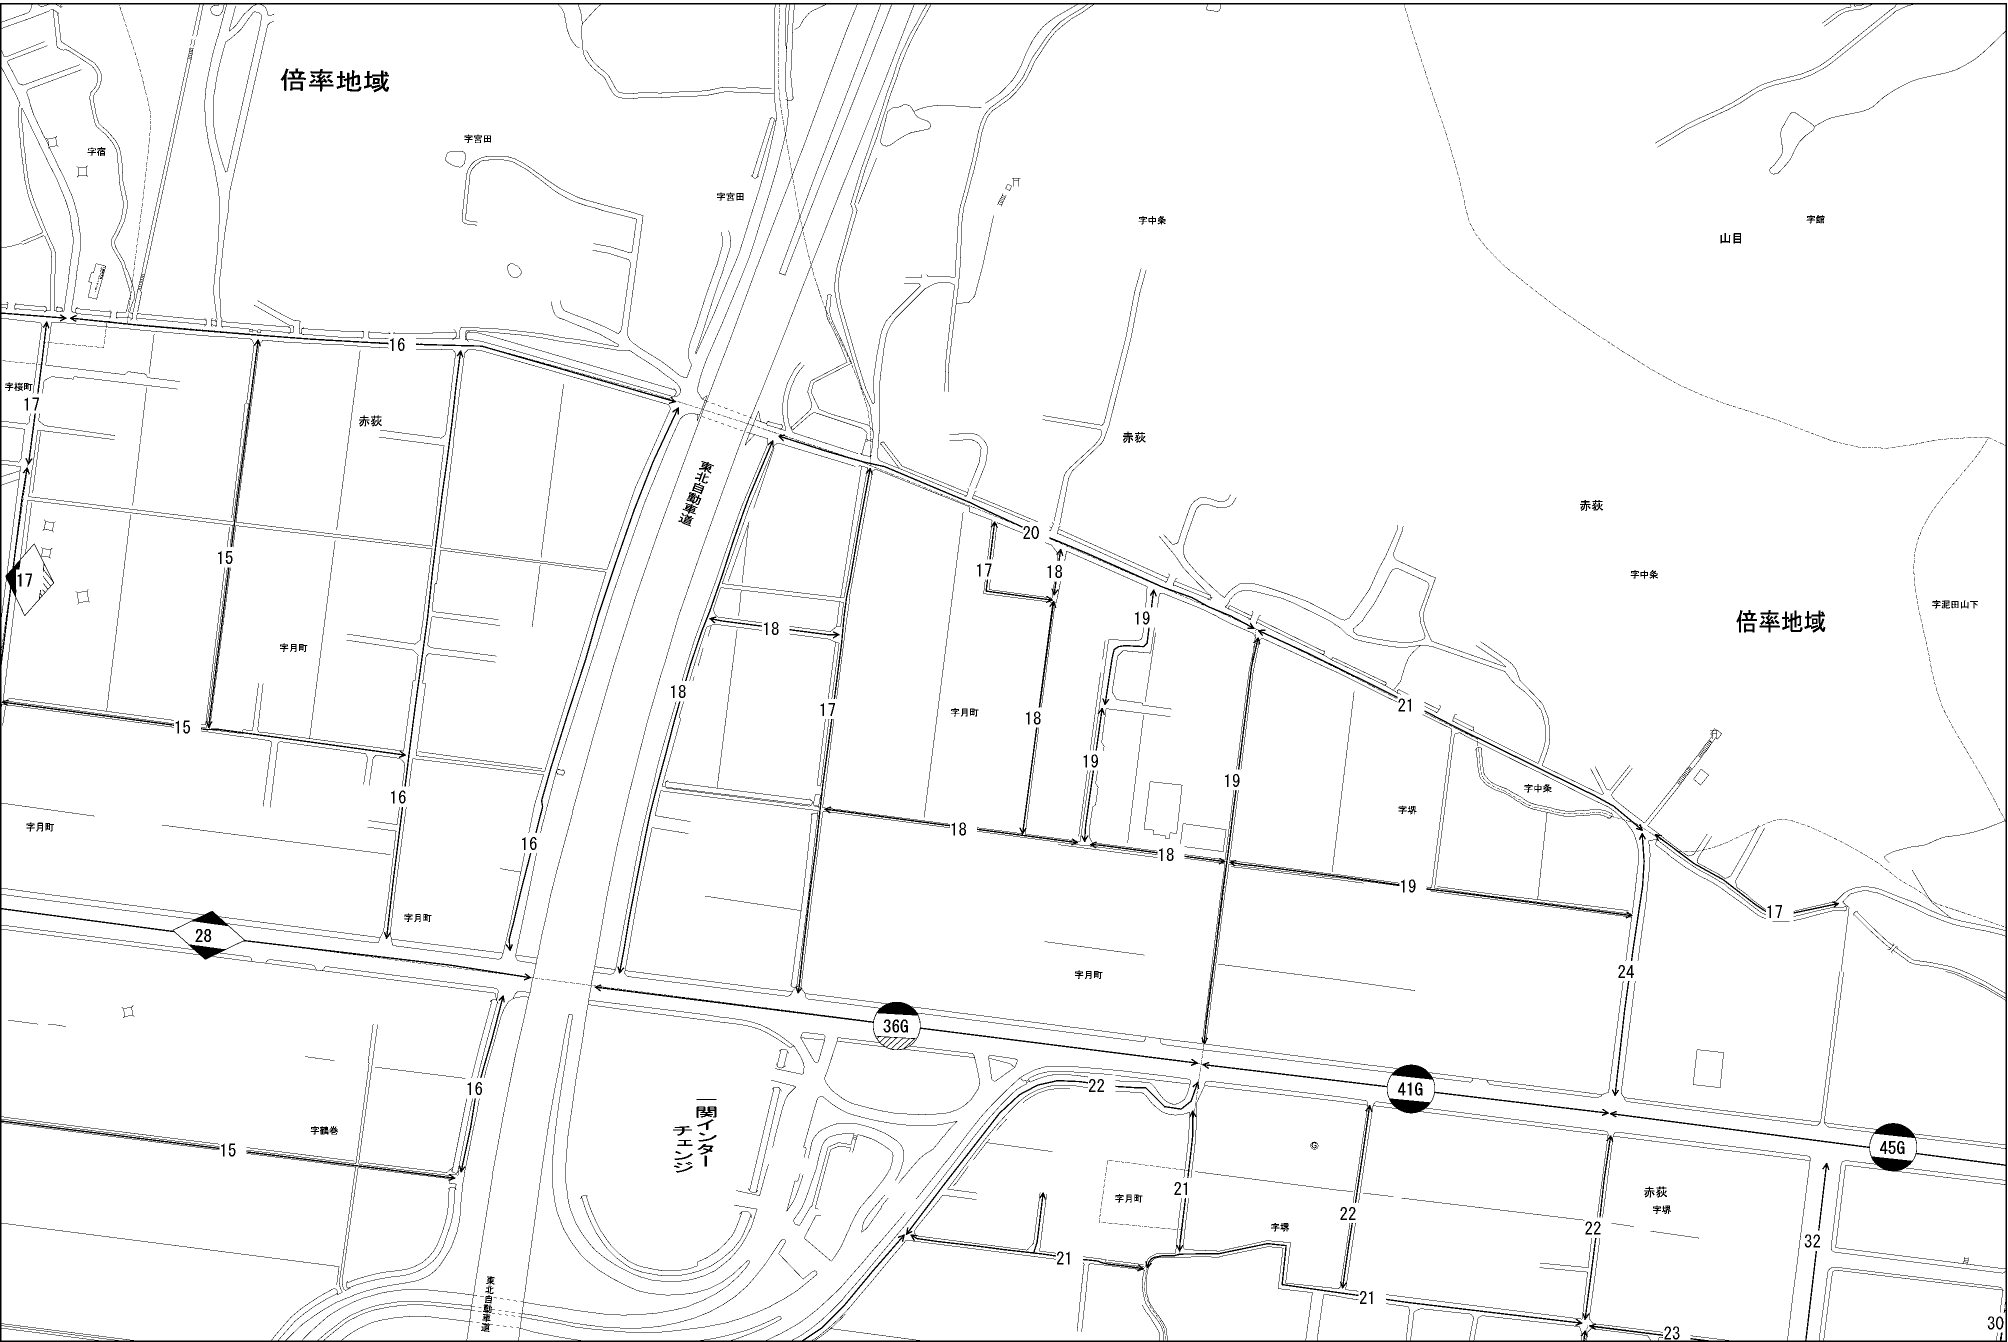 倍率地域
字宮田
字宿
字宮田
字中条
字館
山目
16
字桜町
17
赤荻
赤荻
東北自動車道
赤荻
20
15
17
18
17
字中条
字泥田山下
倍率地域
19
18
字月町
18
21
17
字月町
18
15
19
19
字中条
16
字堺
字月町
18
16
18
19
17
字月町
28
24
字月町
36G
22
41G
16
一関インターチェンジ
字鶴巻
15
45G
21
字月町
赤荻
22
字堺
字堺
22
32
21
東北自動車道
21
23
30